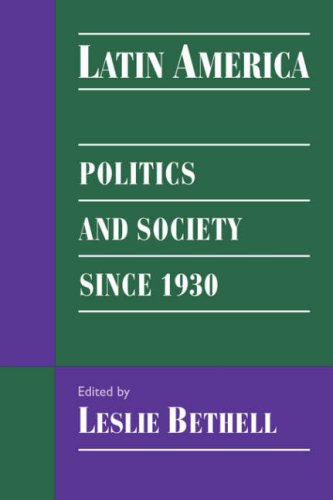 LATIN AMERICA
POLITICS
AND SOCIETY
SINCE 1930
Edited by
LESLIE BETHELL